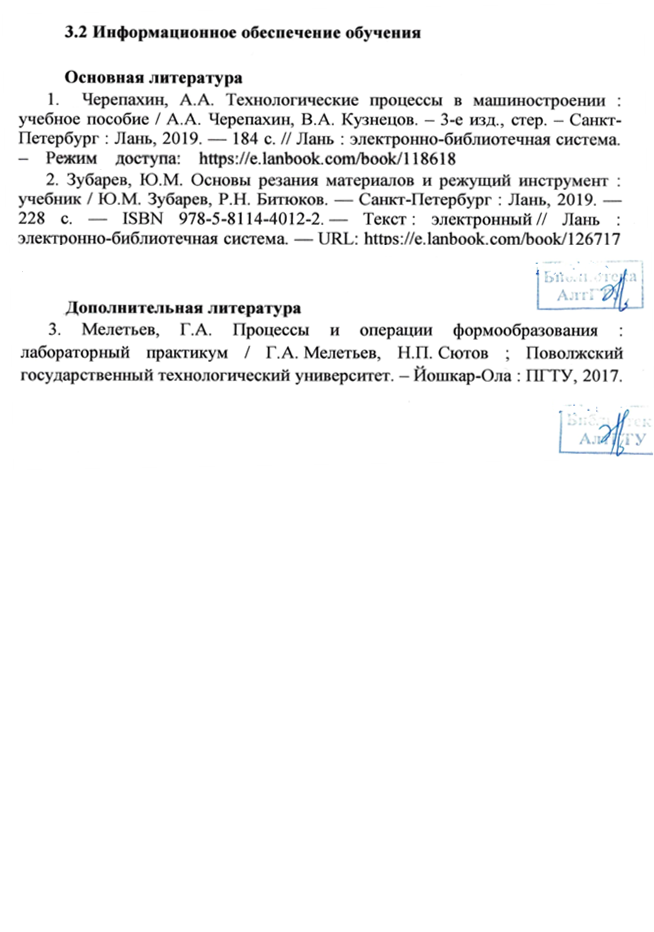 3.2 Информационное обеспечение обучения
Основная литература
1. Черепахин, А.А. Технологические процессы в машиностроении :
учебное пособие / А.А. Черепахин, В.А. Кузнецов. – 3-е изд., стер. – Санкт-
Петербург : Лань, 2019. — 184 с. // Лань : электронно-библиотечная система.
– Режим доступа: https://e.lanbook.com/book/118618
2. Зубарев, Ю.М. Основы резания материалов и режущий инструмент :
учебник / Ю.М. Зубарев, Р.Н. Битюков. — Санкт-Петербург : Лань, 2019. —
228 с. — ISBN 978-5-8114-4012-2. — Текст : электронный // Лань :
электронно-библиотечная система. — URL: https://e.lanbook.com/book/126717
Библиотека
Дополнительная литература
3. Мелетьев, Г.А. Процессы и операции формообразования :
лабораторный практикум / Г.А. Мелетьев, Н.П. Сютов ; Поволжский
государственный технологический университет. – Йошкар-Ола : ПГТУ, 2017.